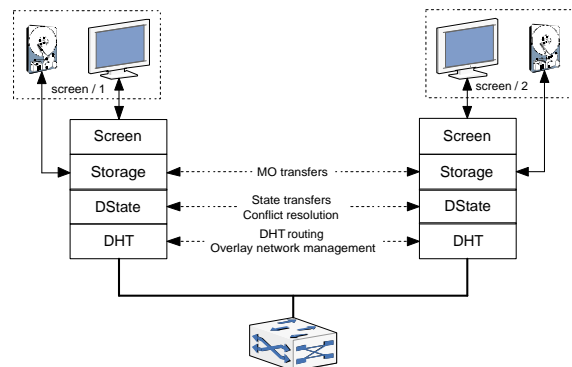 screen / 1
screen / 2
Screen
Screen
Storage
MO transfers
Storage
DState
State transfers
Conflict resolution
DState
DHT
DHT routing
Overlay network management
DHT